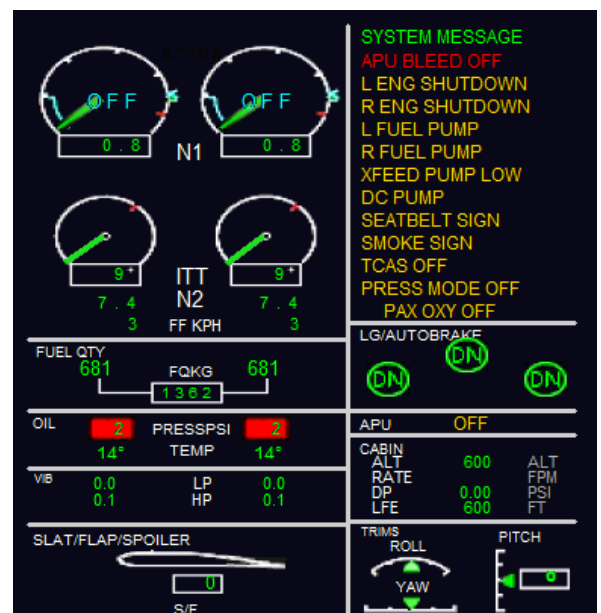 OFF OFF
0.8 N1 0.8
9+ ITT 9+
7.4 N2 7.4
3 FF KPH 3
FUEL QTY
681 FQKG 681
1362
OIL 2 PRESSPSI 2
14° TEMP 14°
VIB 0.0 LP 0.0
0.1 HP 0.1
SLAT/FLAP/SPOILER
0
S/F
SYSTEM MESSAGE
APU BLEED OFF
L ENG SHUTDOWN
R ENG SHUTDOWN
L FUEL PUMP
R FUEL PUMP
XFEED PUMP LOW
DC PUMP
SEATBELT SIGN
SMOKE SIGN
TCAS OFF
PRESS MODE OFF
PAX OXY OFF
LG/AUTOBRAKE
DN DN DN
APU OFF
CABIN
ALT 600 ALT
RATE FPM
DP 0.00 PSI
LFE 600 FT
TRIMS
ROLL PITCH
YAW 0